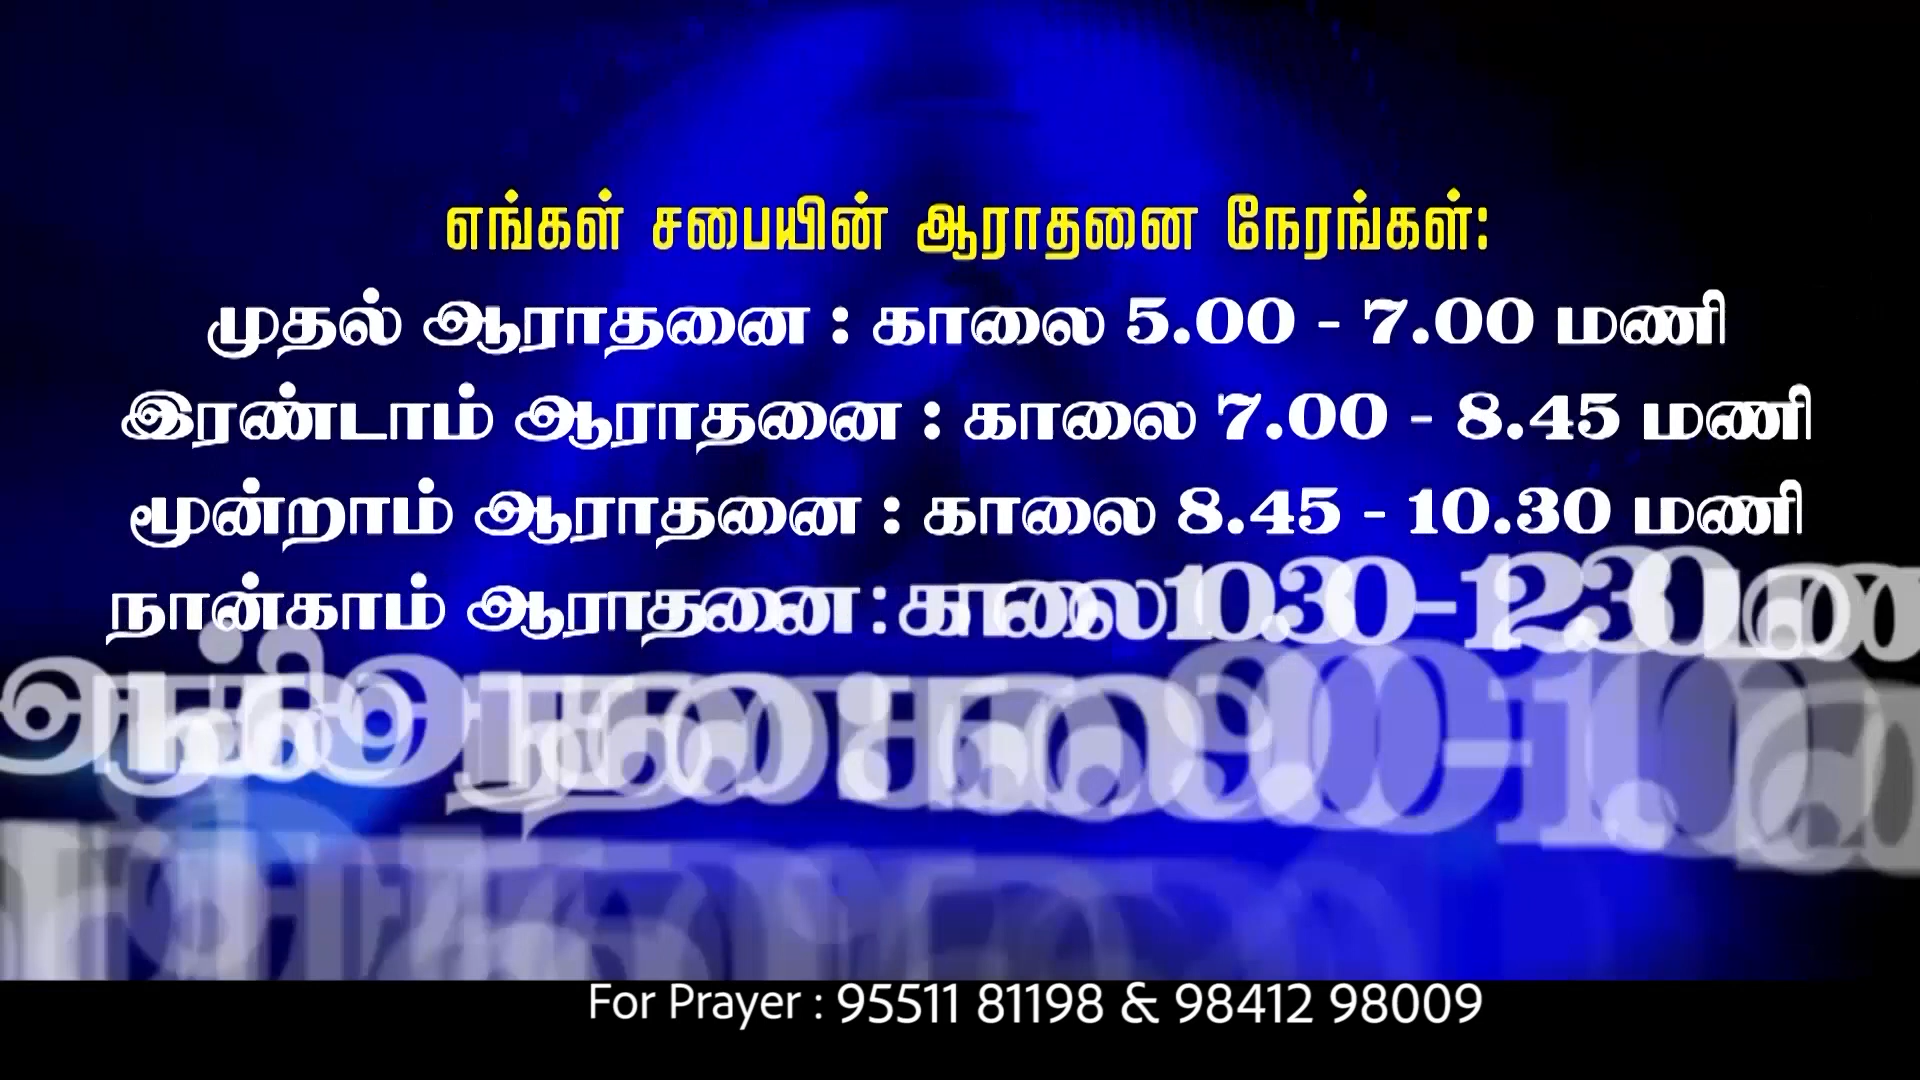 எங்கள் சபையின் ஆராதனை நேரங்கள்:
முதல் ஆராதனை : காலை 5.00 - 7.00 மணி
இரண்டாம் ஆராதனை : காலை 7.00 - 8.45 மணி
மூன்றாம் ஆராதனை : காலை 8.45 - 10.30 மணி
நான்காம் ஆராதனை : காலை 10.30 - 12.30
For Prayer : 95511 81198 & 98412 98009